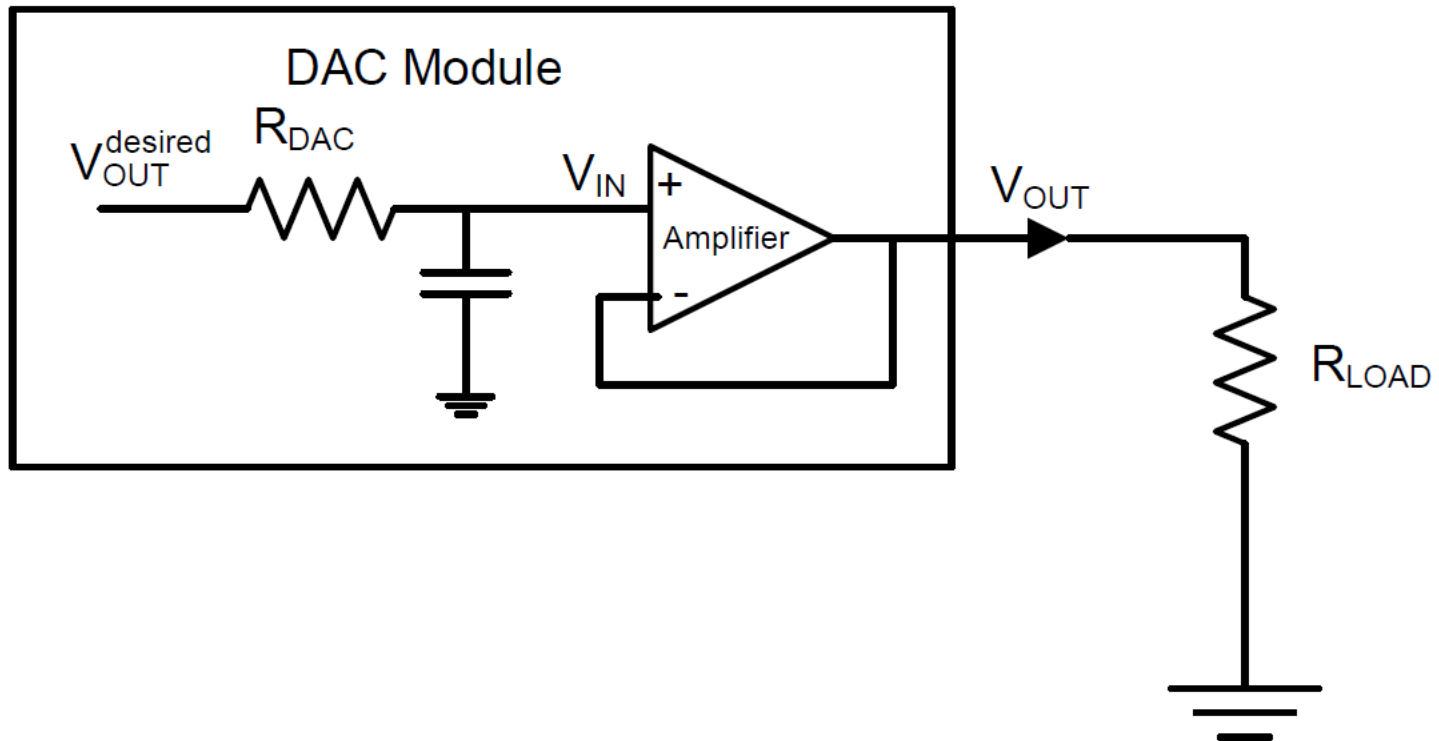 DAC Module
V_OUT^desired
R_DAC
V_IN
+
Amplifier
-
V_OUT
R_LOAD